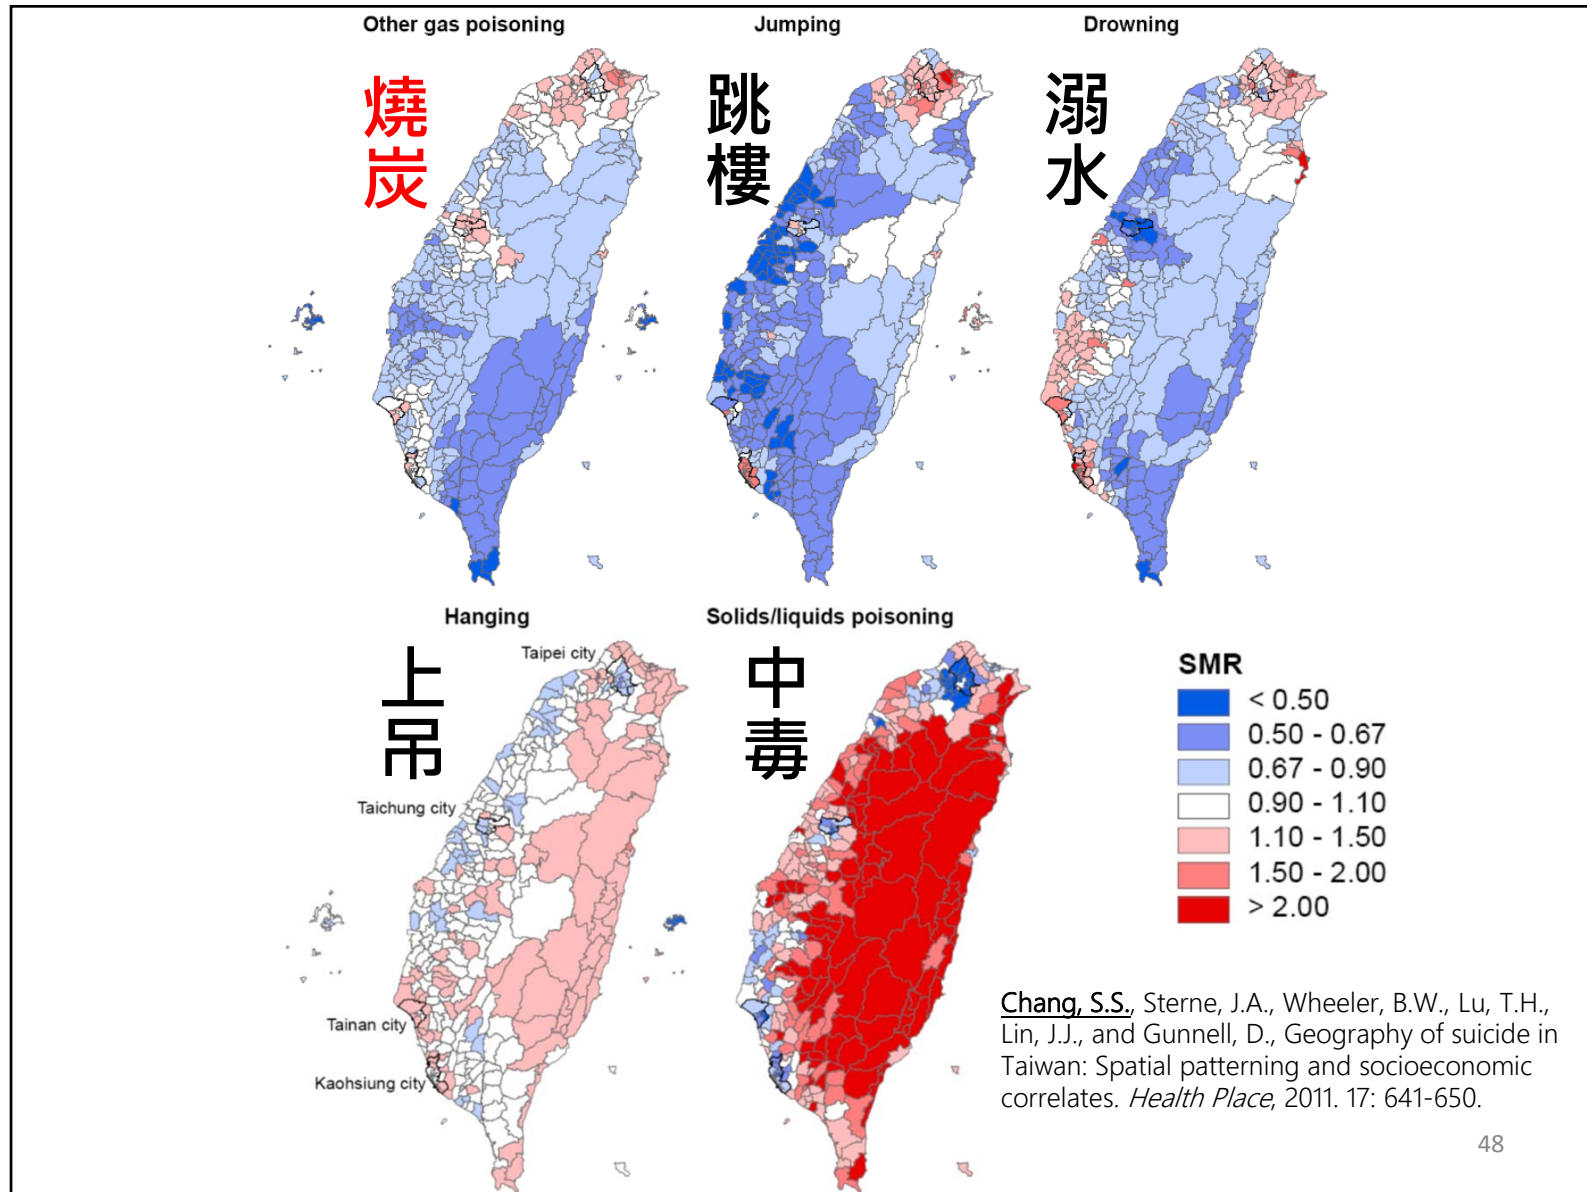 Other gas poisoning
燒炭
Jumping
跳樓
Drowning
溺水
Hanging
上吊
Taipei city
Taichung city
Tainan city
Kaohsiung city
Solids/liquids poisoning
中毒
SMR
< 0.50
0.50 - 0.67
0.67 - 0.90
0.90 - 1.10
1.10 - 1.50
1.50 - 2.00
> 2.00
Chang, S.S., Sterne, J.A., Wheeler, B.W., Lu, T.H.,
Lin, J.J., and Gunnell, D., Geography of suicide in
Taiwan: Spatial patterning and socioeconomic
correlates. Health Place, 2011. 17: 641-650.
48